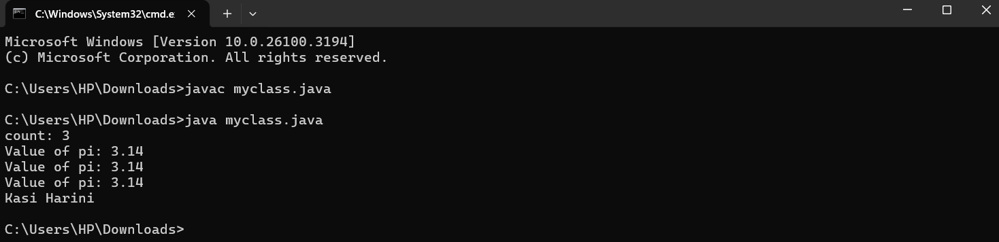 C:\Windows\System32\cmd.e
Microsoft Windows [Version 10.0.26100.3194]
(c) Microsoft Corporation. All rights reserved.
C:\Users\HP\Downloads>javac myclass.java
C:\Users\HP\Downloads>java myclass.java
count: 3
Value of pi: 3.14
Value of pi: 3.14
Value of pi: 3.14
Kasi Harini
C:\Users\HP\Downloads>